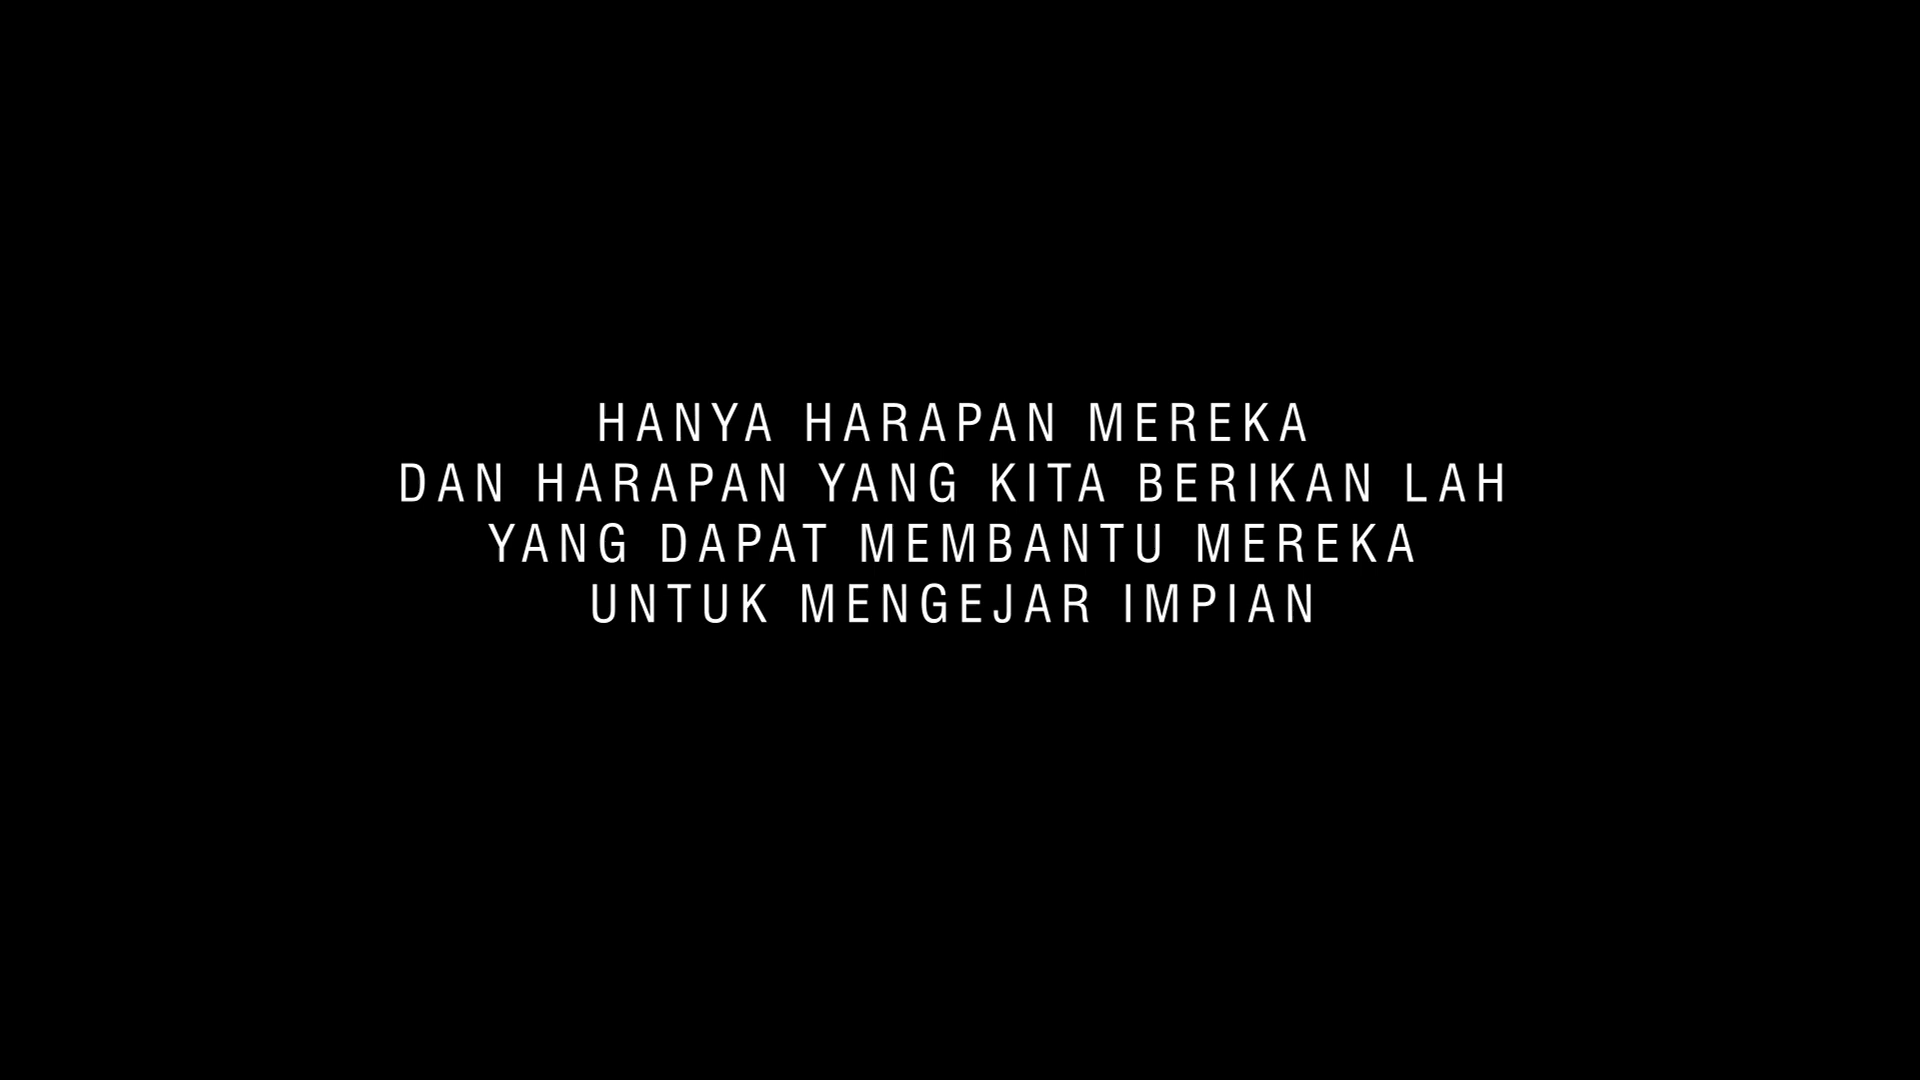 HANYA HARAPAN MEREKA
DAN HARAPAN YANG KITA BERIKAN LAH
YANG DAPAT MEMBANTU MEREKA
UNTUK MENGEJAR IMPIAN